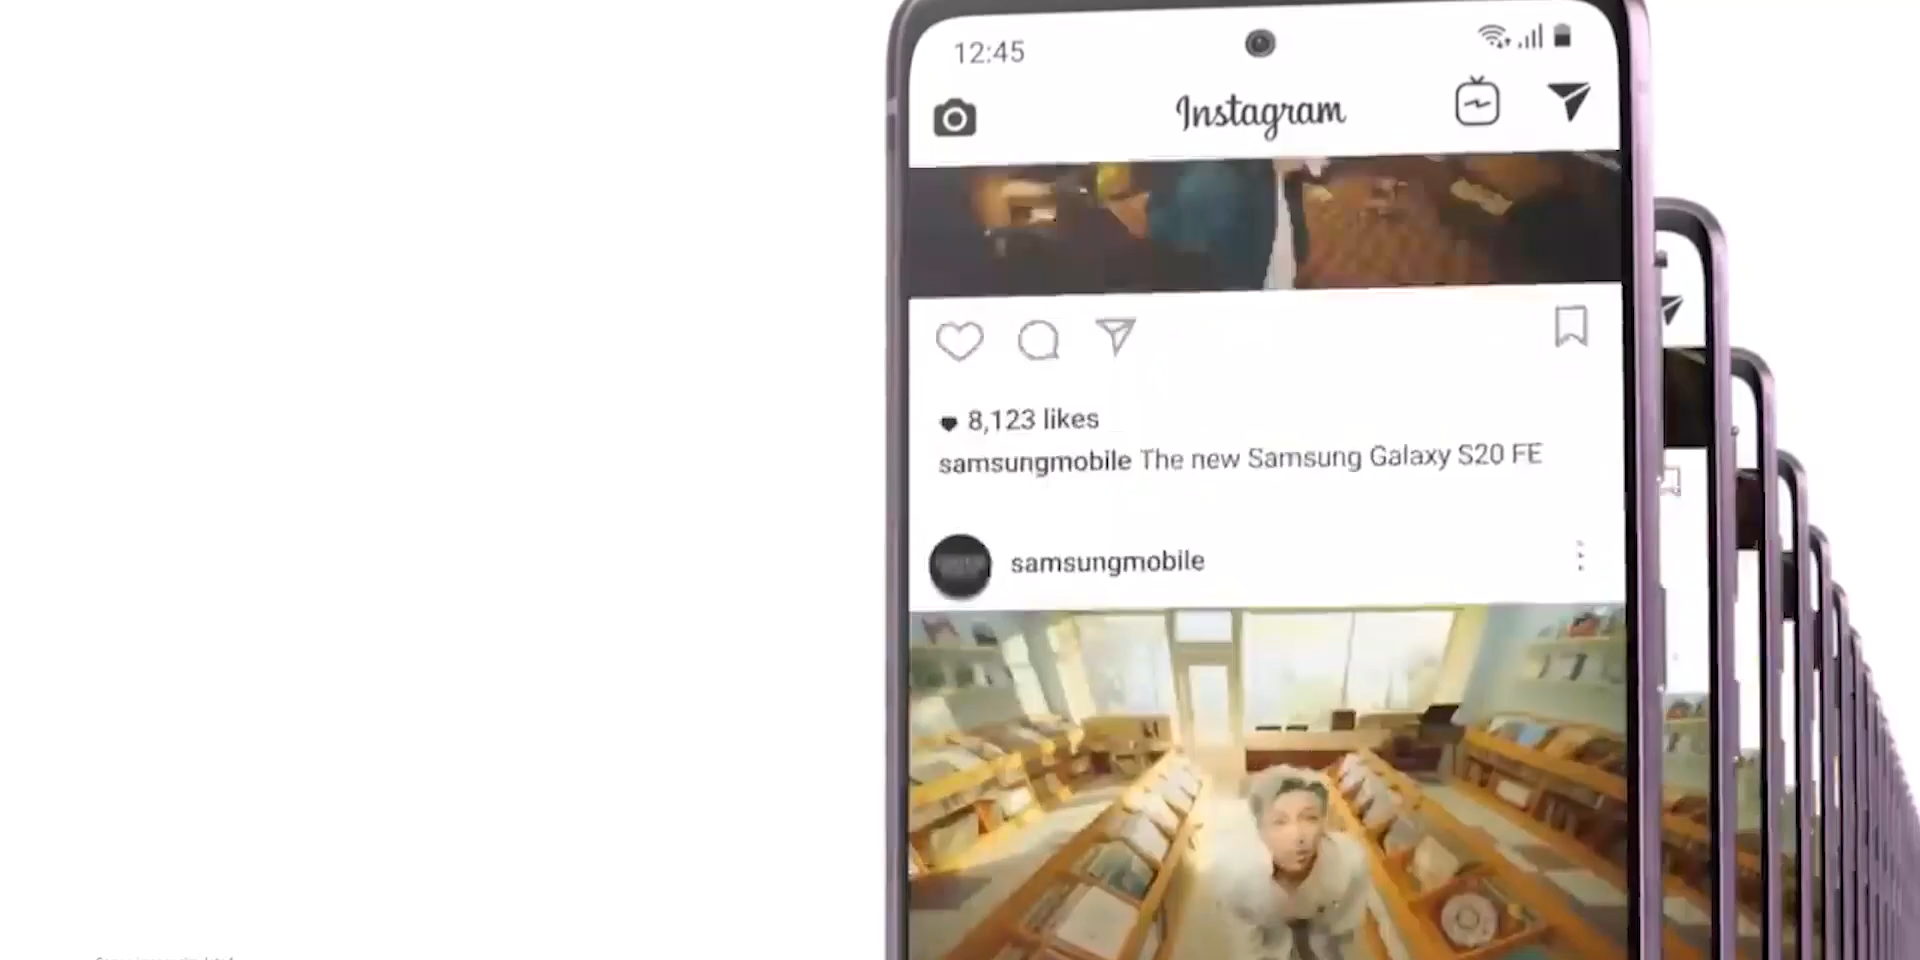 12:45
Instagram
8,123 likes
samsungmobile The new Samsung Galaxy S20 FE
samsungmobile